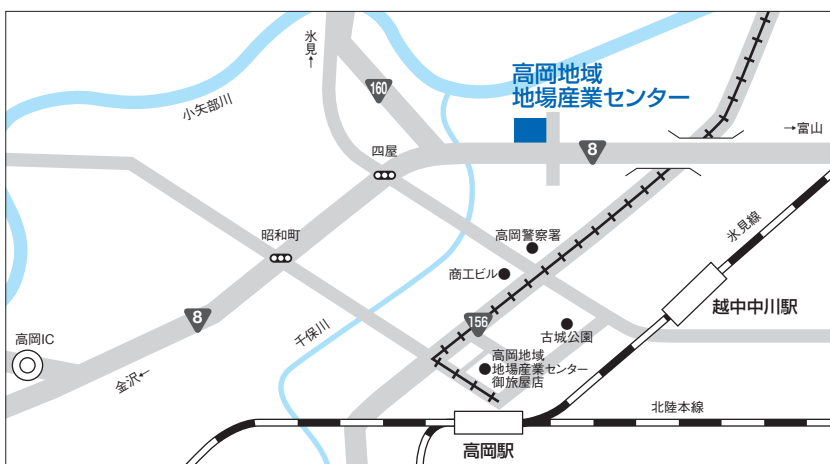 氷見→
160
小矢部川
高岡地域
地場産業センター
→富山
四屋
8
昭和町
高岡警察署
氷見線
商工ビル
越中中川駅
8
千保川
156
古城公園
高岡IC
高岡地域
地場産業センター
御旅屋店
金沢←
北陸本線
高岡駅